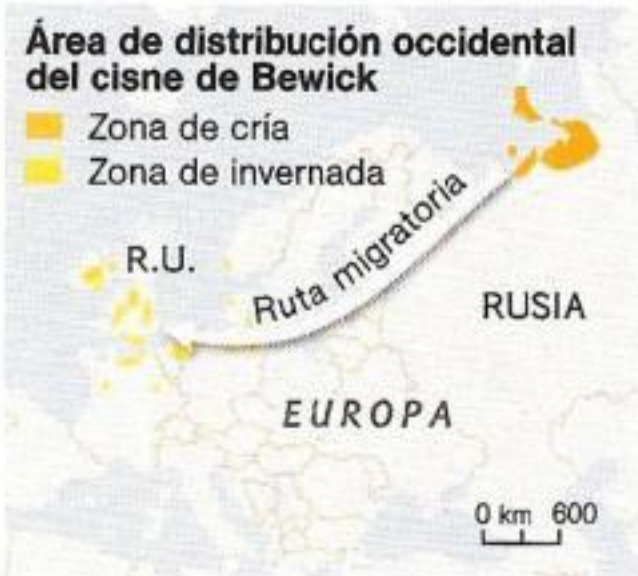 Área de distribución occidental
del cisne de Bewick
Zona de cría
Zona de invernada
R.U.
Ruta migratoria
RUSIA
EUROPA
0 km 600